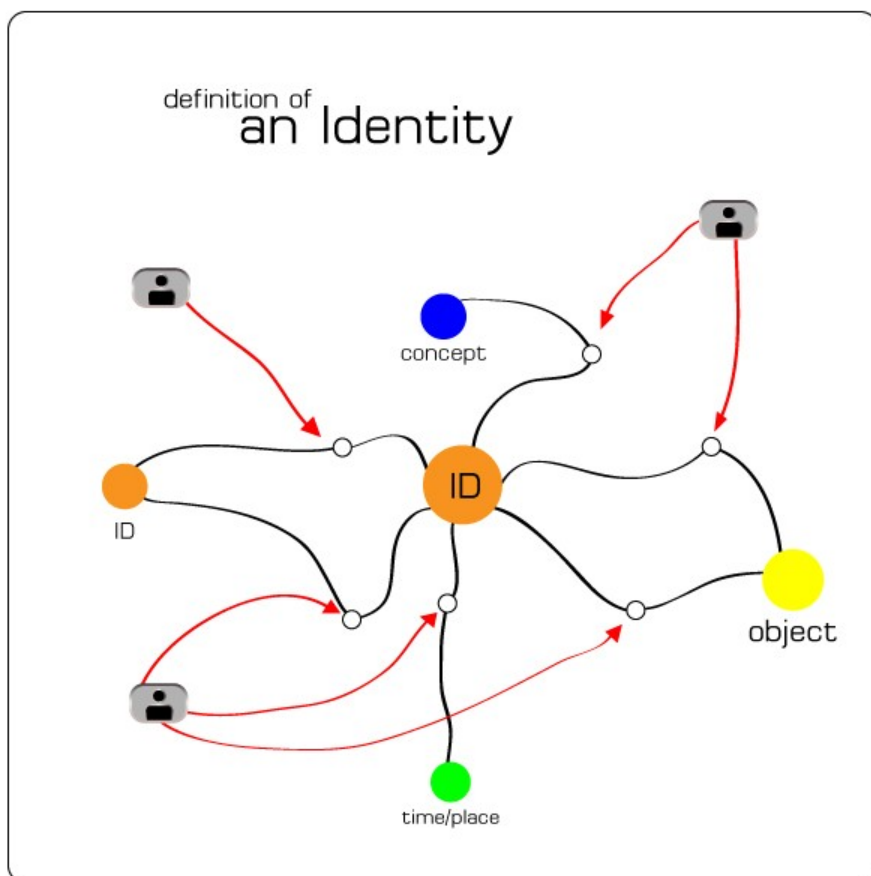 definition of
an Identity
concept
ID
ID
object
time/place